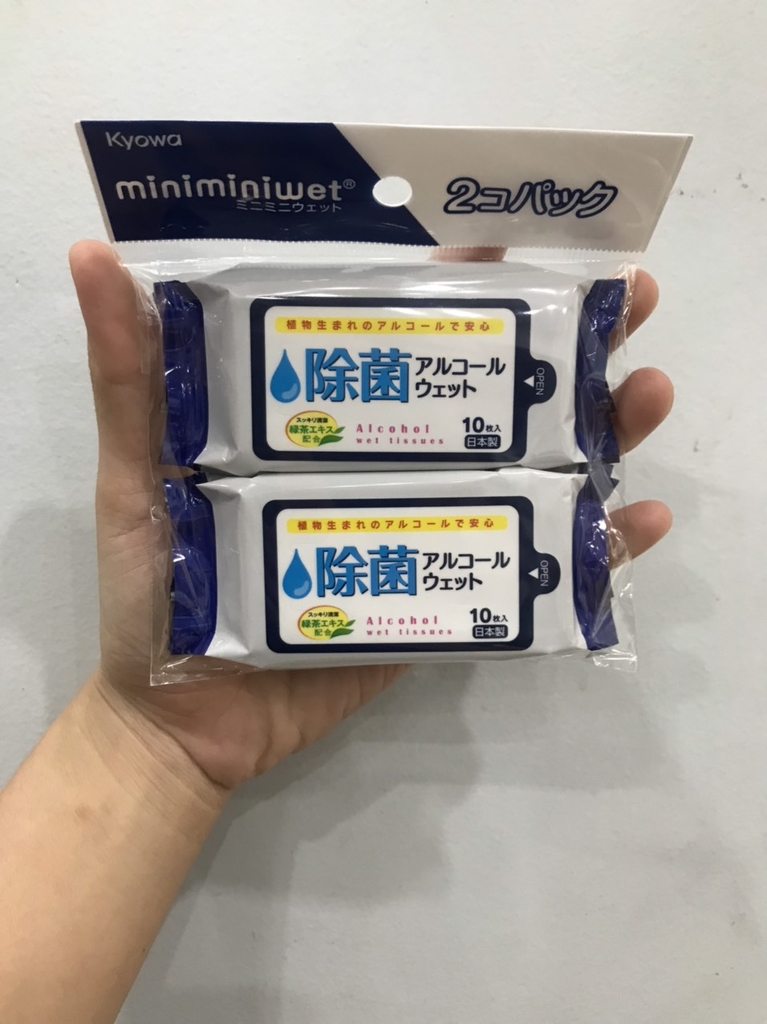 Kyowa
miniminiwet®
ミニミニウェット
2コパック
植物生まれのアルコールで安心
除菌 アルコール
ウェット
OPEN
スッキリ清潔
緑茶エキス
配合
Alcohol
wet tissues
10枚入
日本製
植物生まれのアルコールで安心
除菌 アルコール
ウェット
OPEN
スッキリ清潔
緑茶エキス
配合
Alcohol
wet tissues
10枚入
日本製